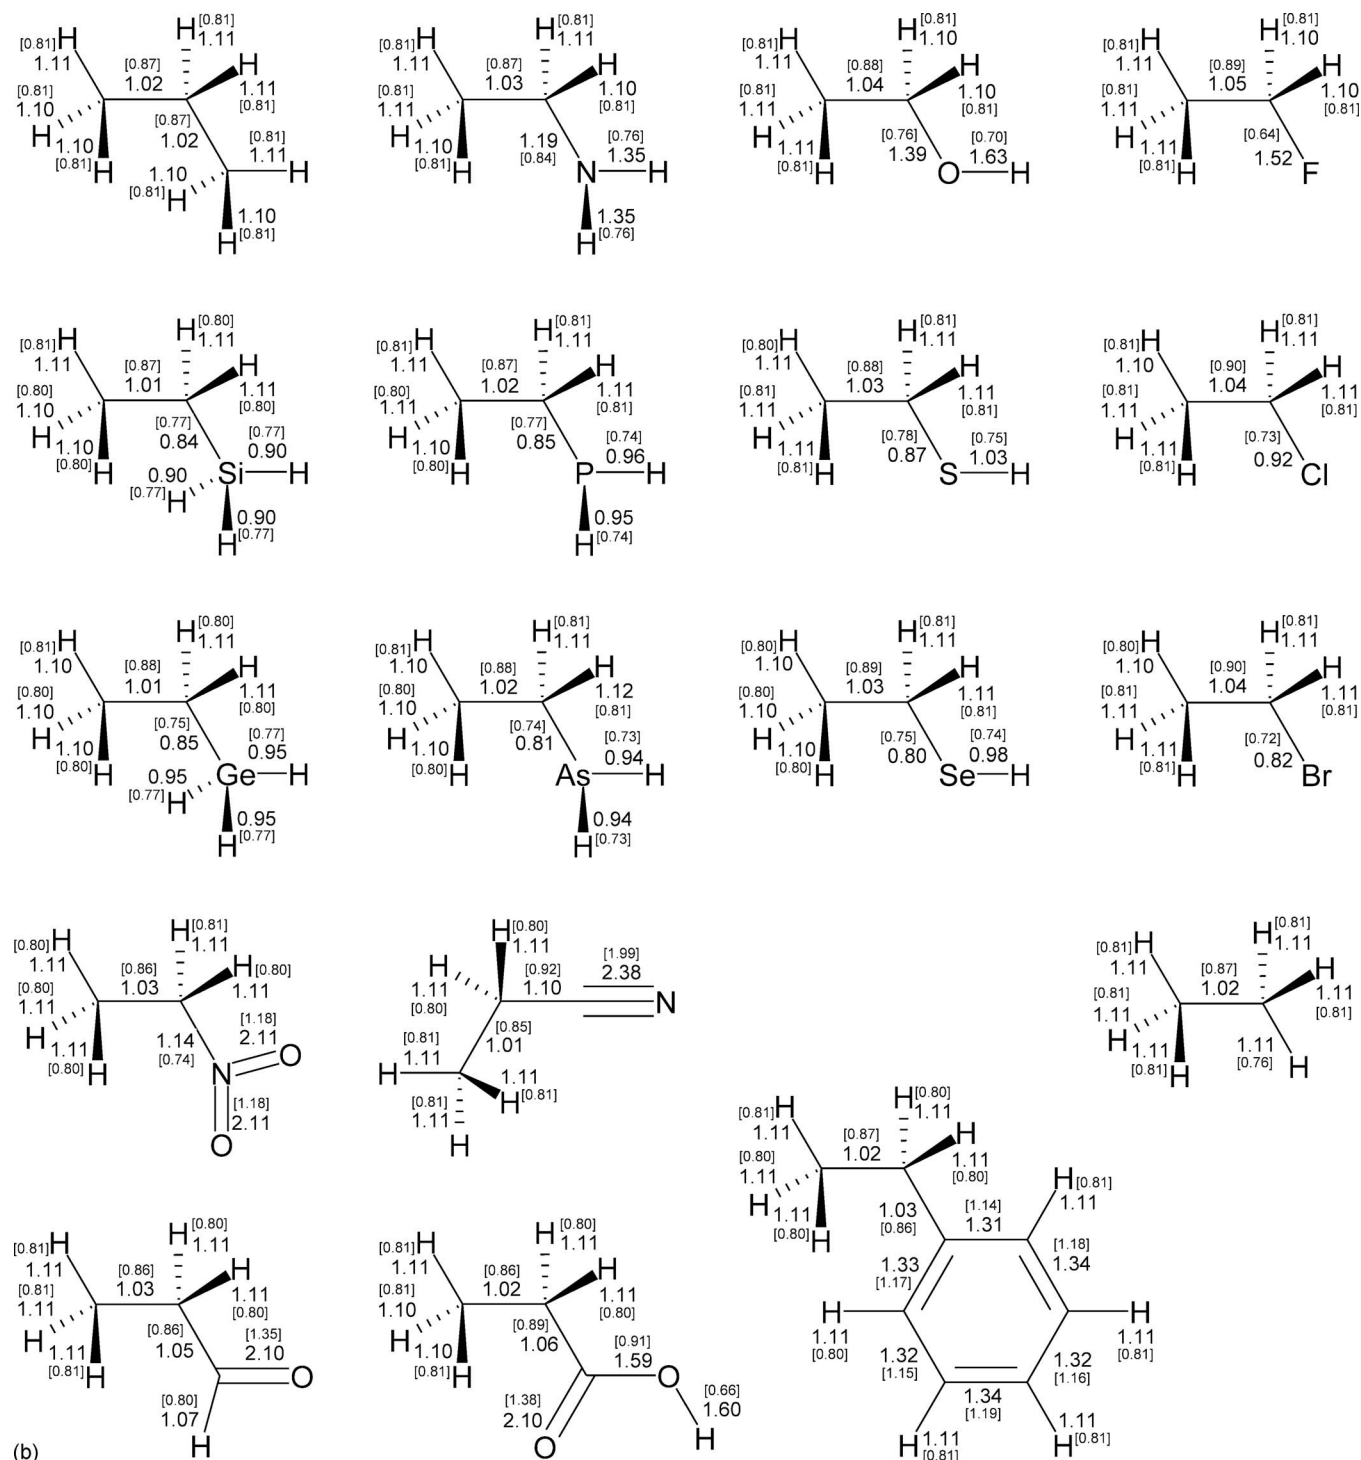 H [0.81] 1.11 [0.87] 1.02 H [0.81] 1.11 H 1.11 [0.81]
[0.81] 1.10 H 1.10 [0.81] H [0.87] 1.02 [0.81] 1.11 H
1.10 [0.81] H 1.10 H [0.81]
H [0.81] 1.11 [0.87] 1.03 H [0.81] 1.11 H 1.10 [0.81]
[0.81] 1.11 H 1.10 [0.81] H 1.19 [0.84] N [0.76] 1.35 H
1.35 H [0.76]
H [0.81] 1.11 [0.88] 1.04 H [0.81] 1.10 H 1.10 [0.81]
[0.81] 1.11 H 1.11 [0.81] H [0.76] 1.39 O [0.70] 1.63 H
H [0.81] 1.11 [0.89] 1.05 H [0.81] 1.10 H 1.10 [0.81]
[0.81] 1.11 H 1.11 [0.81] H [0.64] 1.52 F
H [0.81] 1.11 [0.87] 1.01 H [0.80] 1.11 H 1.11 [0.80]
[0.80] 1.10 H 1.10 [0.80] H [0.77] 0.84 Si [0.77] 0.90 H
0.90 [0.77] H 0.90 H [0.77]
H [0.81] 1.11 [0.87] 1.02 H [0.81] 1.11 H 1.11 [0.81]
[0.80] 1.11 H 1.10 [0.80] H [0.77] 0.85 P [0.74] 0.96 H
0.95 H [0.74]
H [0.80] 1.11 [0.88] 1.03 H [0.81] 1.11 H 1.11 [0.81]
[0.81] 1.11 H 1.11 [0.81] H [0.78] 0.87 S [0.75] 1.03 H
H [0.81] 1.10 [0.90] 1.04 H [0.81] 1.11 H 1.11 [0.81]
[0.81] 1.11 H 1.11 [0.81] H [0.73] 0.92 Cl
H [0.81] 1.10 [0.88] 1.01 H [0.80] 1.11 H 1.11 [0.80]
[0.80] 1.10 H 1.10 [0.80] H [0.75] 0.85 Ge [0.77] 0.95 H
0.95 [0.77] H 0.95 H [0.77]
H [0.81] 1.10 [0.88] 1.02 H [0.81] 1.11 H 1.12 [0.81]
[0.80] 1.10 H 1.10 [0.80] H [0.74] 0.81 As [0.73] 0.94 H
0.94 H [0.73]
H [0.80] 1.10 [0.89] 1.03 H [0.81] 1.11 H 1.11 [0.81]
[0.80] 1.10 H 1.10 [0.80] H [0.75] 0.80 Se [0.74] 0.98 H
H [0.80] 1.10 [0.90] 1.04 H [0.81] 1.11 H 1.11 [0.81]
[0.81] 1.11 H 1.11 [0.81] H [0.72] 0.82 Br
H [0.80] 1.11 [0.86] 1.03 H [0.81] 1.11 H [0.80] 1.11
[0.80] 1.11 H 1.11 [0.80] H 1.14 [0.74] N [1.18] 2.11 O
[1.18] 2.11 O
H [0.80] 1.11 H 1.11 [0.80] [0.92] 1.10 [1.99] 2.38 N
[0.85] 1.01 [0.81] 1.11 H 1.11 H [0.81]
[0.81] 1.11 H
H [0.81] 1.11 [0.87] 1.02 H [0.81] 1.11 H 1.11 [0.81]
[0.81] 1.11 H 1.11 [0.81] H 1.11 [0.76] H
H [0.81] 1.11 [0.86] 1.03 H [0.80] 1.11 H 1.11 [0.80]
[0.81] 1.11 H 1.11 [0.81] H [0.86] 1.05 [1.35] 2.10 O
[0.80] 1.07 H
H [0.81] 1.11 [0.86] 1.02 H [0.80] 1.11 H 1.11 [0.80]
[0.81] 1.10 H 1.10 [0.81] H [0.89] 1.06 [0.91] 1.59 O
[1.38] 2.10 O [0.66] 1.60 H
H [0.81] 1.11 [0.87] 1.02 H [0.80] 1.11 H 1.11 [0.80]
[0.80] 1.11 H 1.11 [0.80] H 1.03 [0.86] [1.14] 1.31 H [0.81] 1.11
1.33 [1.17] [1.18] 1.34
H 1.11 [0.80] H 1.11 [0.81]
1.32 [1.15] 1.34 [1.19] 1.32 [1.16]
H 1.11 [0.81] 1.11 H [0.81]
(b)